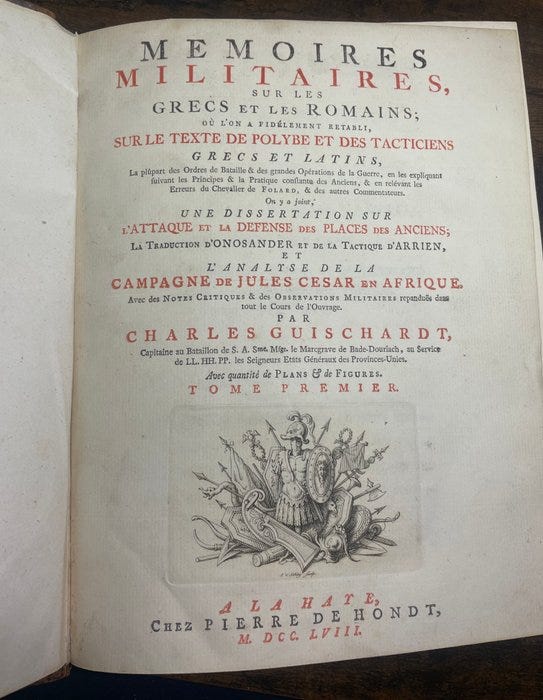 MEMOIRES
MILITAIRES,
SUR LES
GRECS ET LES ROMAINS;
OÙ L'ON A FIDÉLEMENT RETABLI,
SUR LE TEXTE DE POLYBE ET DES TACTICIENS
GRECS ET LATINS,
La plûpart des Ordres de Bataille & des grandes Opérations de la Guerre, en les expliquant
suivant les Principes & la Pratique constante des Anciens, & en relévant les
Erreurs du Chevalier de FOLARD, & des autres Commentateurs.
On y a joint,
UNE DISSERTATION SUR
L'ATTAQUE ET LA DEFENSE DES PLACES DES ANCIENS;
LA TRADUCTION D'ONOSANDER ET DE LA TACTIQUE D'ARRIEN,
ET
L'ANALYSE DE LA
CAMPAGNE DE JULES CESAR EN AFRIQUE.
Avec des NOTES CRITIQUES & des OBSERVATIONS MILITAIRES repanduës dans
tout le Cours de l'Ouvrage.
PAR
CHARLES GUISCHARDT,
Capitaine au Bataillon de S. A. Sme. Mgr. le Marcgrave de Bade-Dourlach, au Service
de LL. HH. PP. les Seigneurs Etats Généraux des Provinces-Unies.
Avec quantité de PLANS & de FIGURES.
TOME PREMIER.
A LA HAYE,
CHEZ PIERRE DE HONDT,
M. DCC. LVIII.